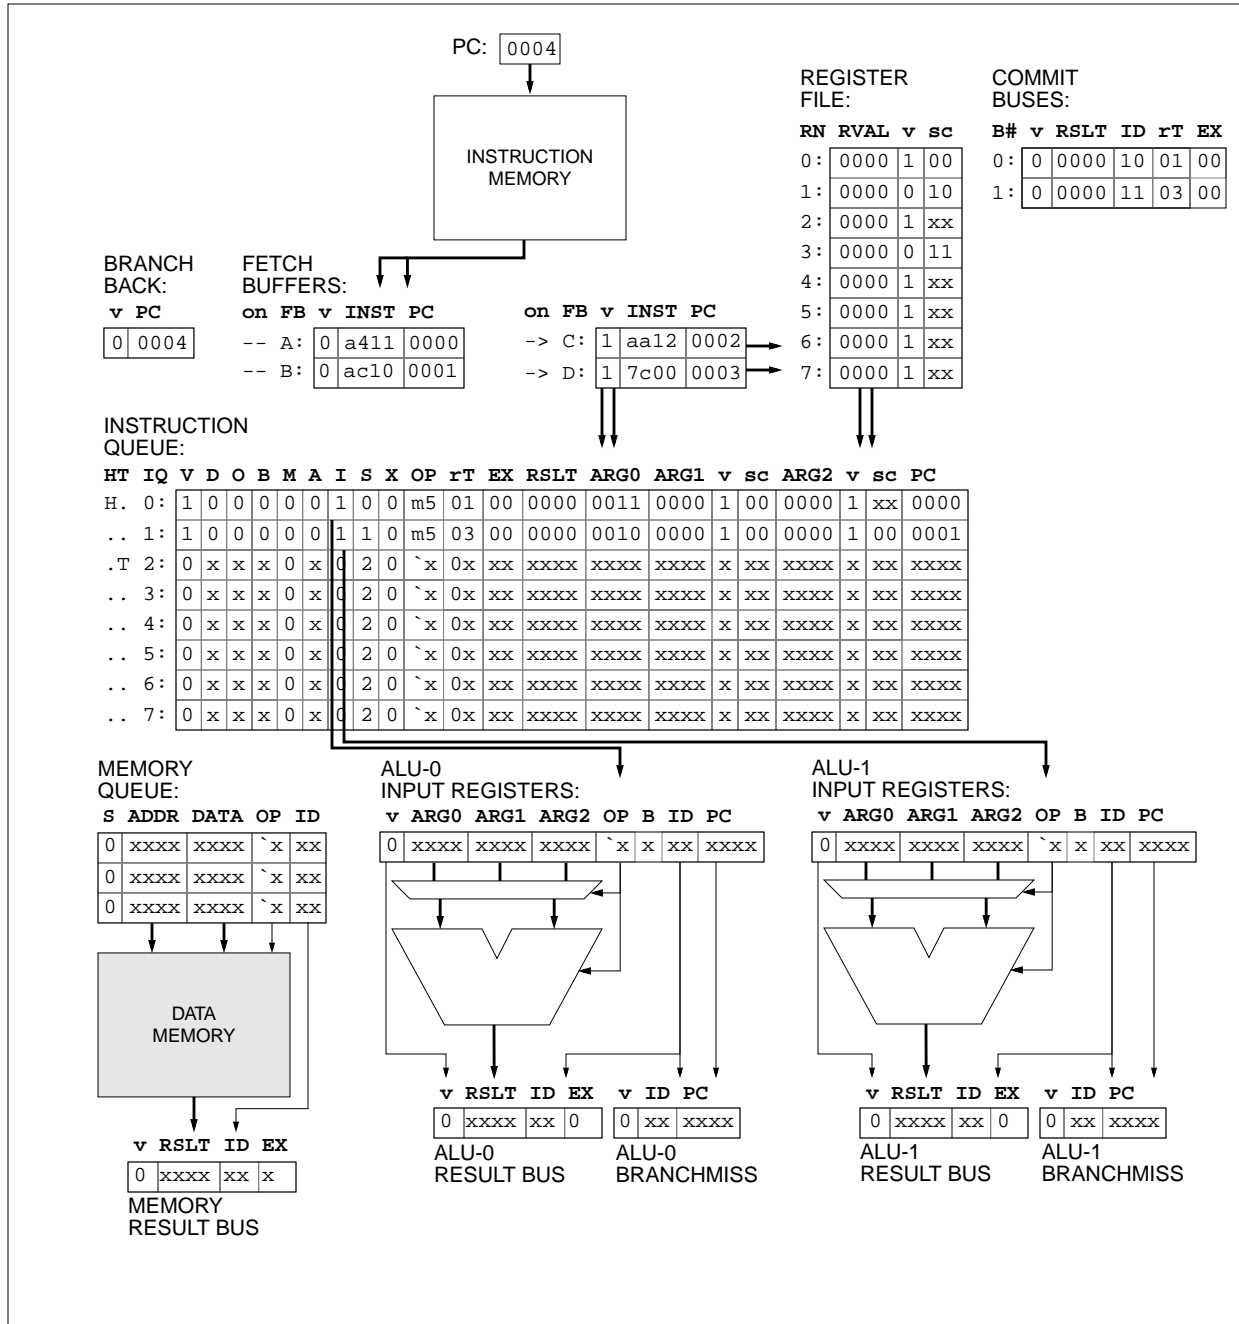 PC: 0004
REGISTER FILE:
COMMIT BUSES:
RN RVAL v sc
B# v RSLT ID rT EX
0: 0000 1 00
0: 0 0000 10 01 00
INSTRUCTION MEMORY
1: 0000 0 10
1: 0 0000 11 03 00
2: 0000 1 xx
3: 0000 0 11
4: 0000 1 xx
5: 0000 1 xx
6: 0000 1 xx
7: 0000 1 xx
BRANCH BACK:
v PC
0 0004
FETCH BUFFERS:
on FB v INST PC
-- A: 0 a411 0000
-- B: 0 ac10 0001
on FB v INST PC
-> C: 1 aa12 0002
-> D: 1 7c00 0003
INSTRUCTION QUEUE:
HT IQ V D O B M A I S X OP rT EX RSLT ARG0 ARG1 v sc ARG2 v sc PC
H. 0: 1 0 0 0 0 0 1 0 0 m5 01 00 0000 0011 0000 1 00 0000 1 xx 0000
.. 1: 1 0 0 0 0 0 1 1 0 m5 03 00 0000 0010 0000 1 00 0000 1 00 0001
.T 2: 0 x x x 0 x 0 2 0 `x 0x xx xxxx xxxx xxxx x xx xxxx x xx xxxx
.. 3: 0 x x x 0 x 0 2 0 `x 0x xx xxxx xxxx xxxx x xx xxxx x xx xxxx
.. 4: 0 x x x 0 x 0 2 0 `x 0x xx xxxx xxxx xxxx x xx xxxx x xx xxxx
.. 5: 0 x x x 0 x 0 2 0 `x 0x xx xxxx xxxx xxxx x xx xxxx x xx xxxx
.. 6: 0 x x x 0 x 0 2 0 `x 0x xx xxxx xxxx xxxx x xx xxxx x xx xxxx
.. 7: 0 x x x 0 x 0 2 0 `x 0x xx xxxx xxxx xxxx x xx xxxx x xx xxxx
MEMORY QUEUE:
S ADDR DATA OP ID
0 xxxx xxxx `x xx
0 xxxx xxxx `x xx
0 xxxx xxxx `x xx
DATA MEMORY
v RSLT ID EX
0 xxxx xx x
MEMORY RESULT BUS
ALU-0
INPUT REGISTERS:
v ARG0 ARG1 ARG2 OP B ID PC
0 xxxx xxxx xxxx `x x xx xxxx
v RSLT ID EX
0 xxxx xx 0
ALU-0
RESULT BUS
v ID PC
0 xx xxxx
ALU-0
BRANCHMISS
ALU-1
INPUT REGISTERS:
v ARG0 ARG1 ARG2 OP B ID PC
0 xxxx xxxx xxxx `x x xx xxxx
v RSLT ID EX
0 xxxx xx 0
ALU-1
RESULT BUS
v ID PC
0 xx xxxx
ALU-1
BRANCHMISS